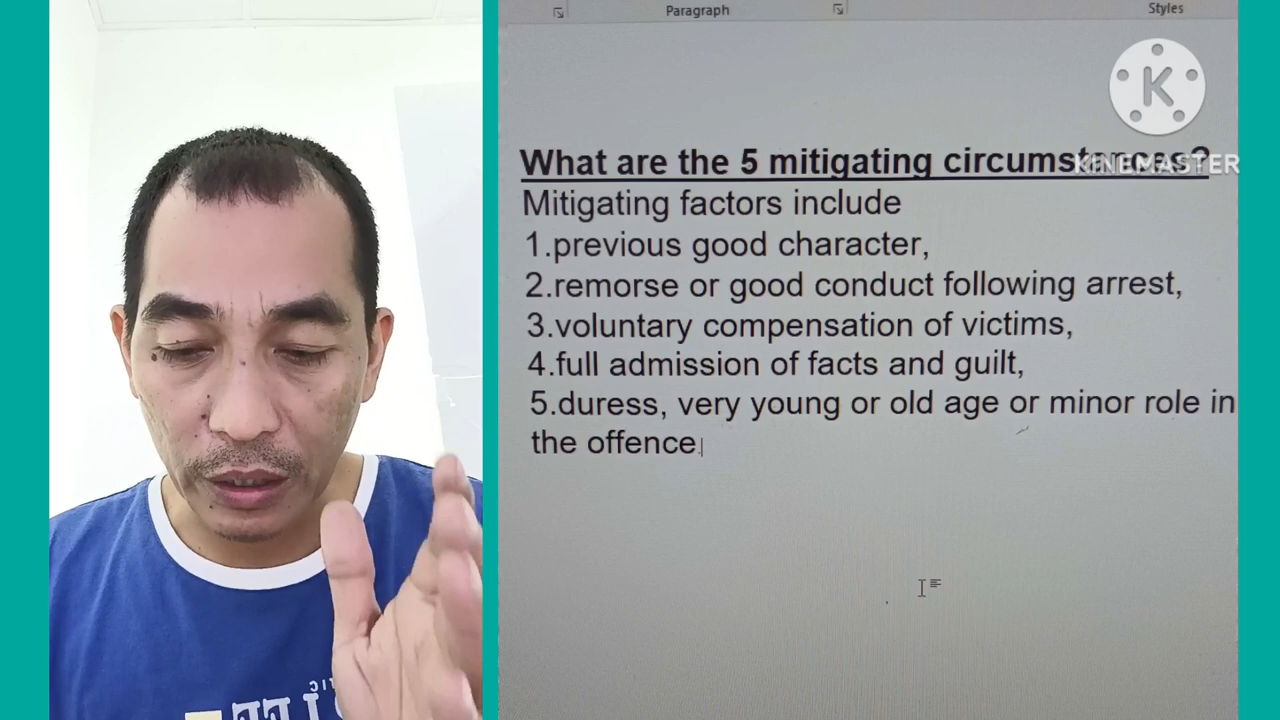 Paragraph
Styles
What are the 5 mitigating circumstances?
KINEMASTER
Mitigating factors include
1.previous good character,
2.remorse or good conduct following arrest,
3.voluntary compensation of victims,
4.full admission of facts and guilt,
5.duress, very young or old age or minor role in
the offence.